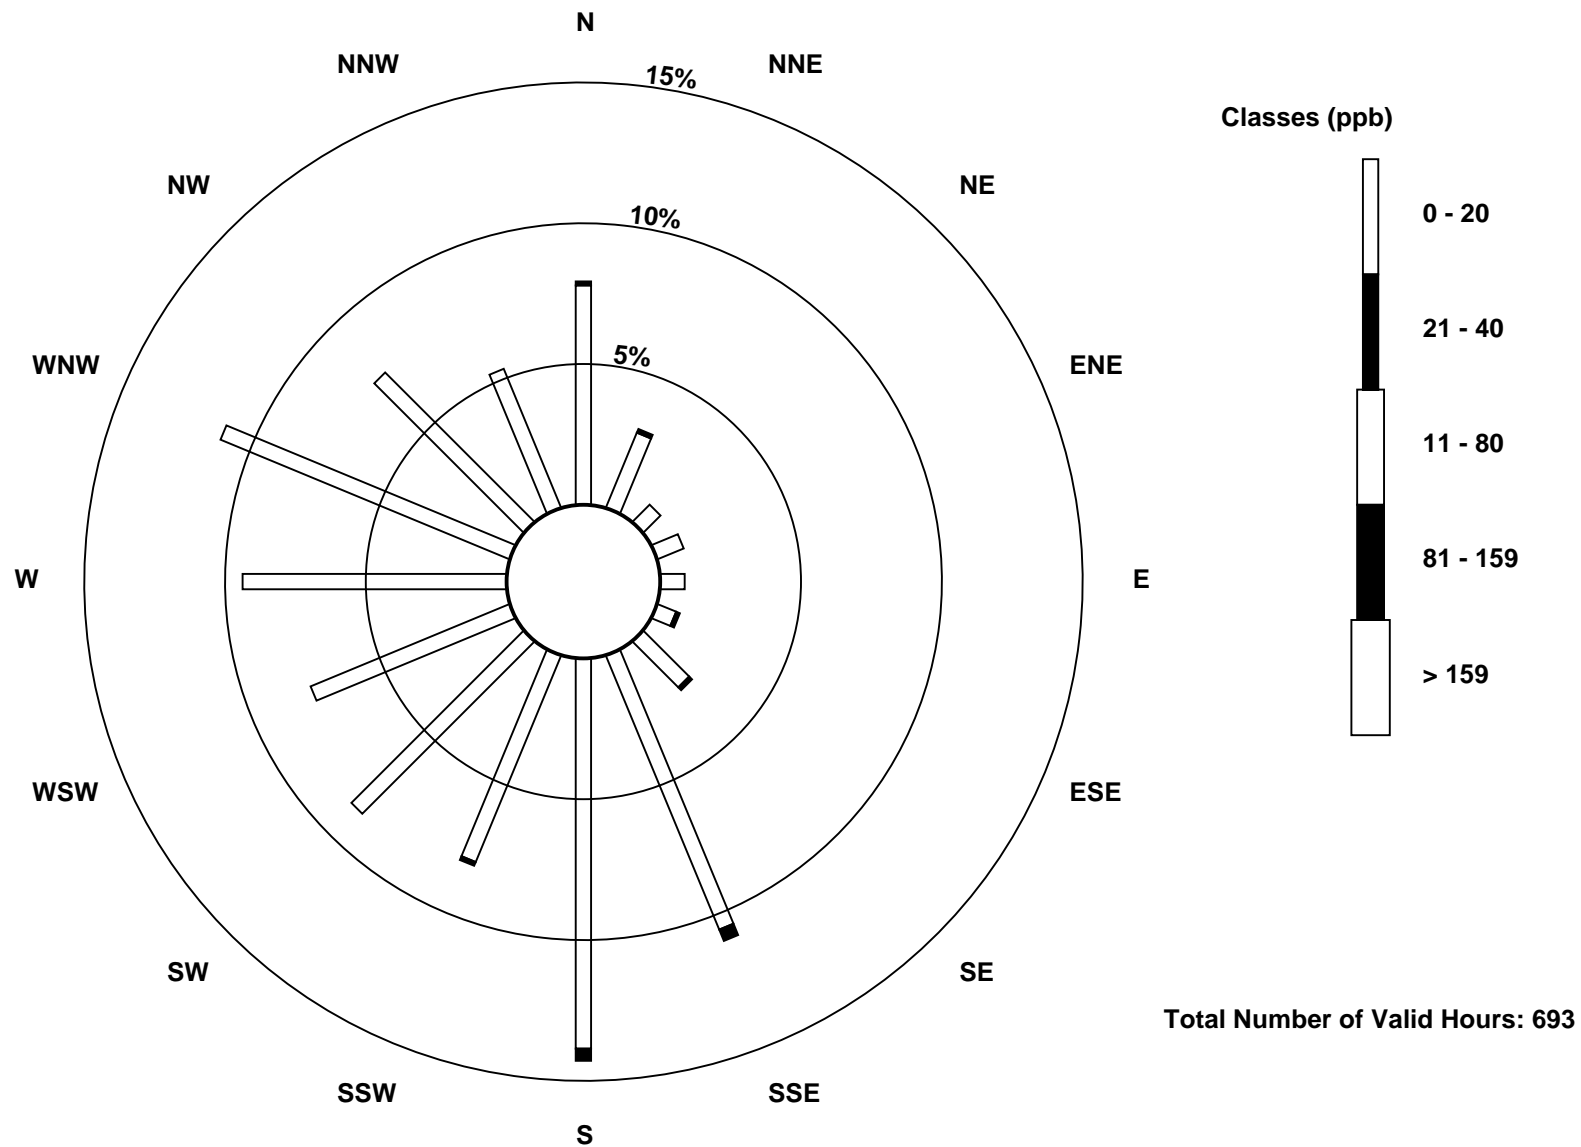 N
NNW
NNE
15%
Classes (ppb)
NW
NE
0 - 20
10%
21 - 40
5%
WNW
ENE
11 - 80
81 - 159
W
E
> 159
WSW
ESE
SW
SE
Total Number of Valid Hours: 693
SSW
SSE
S